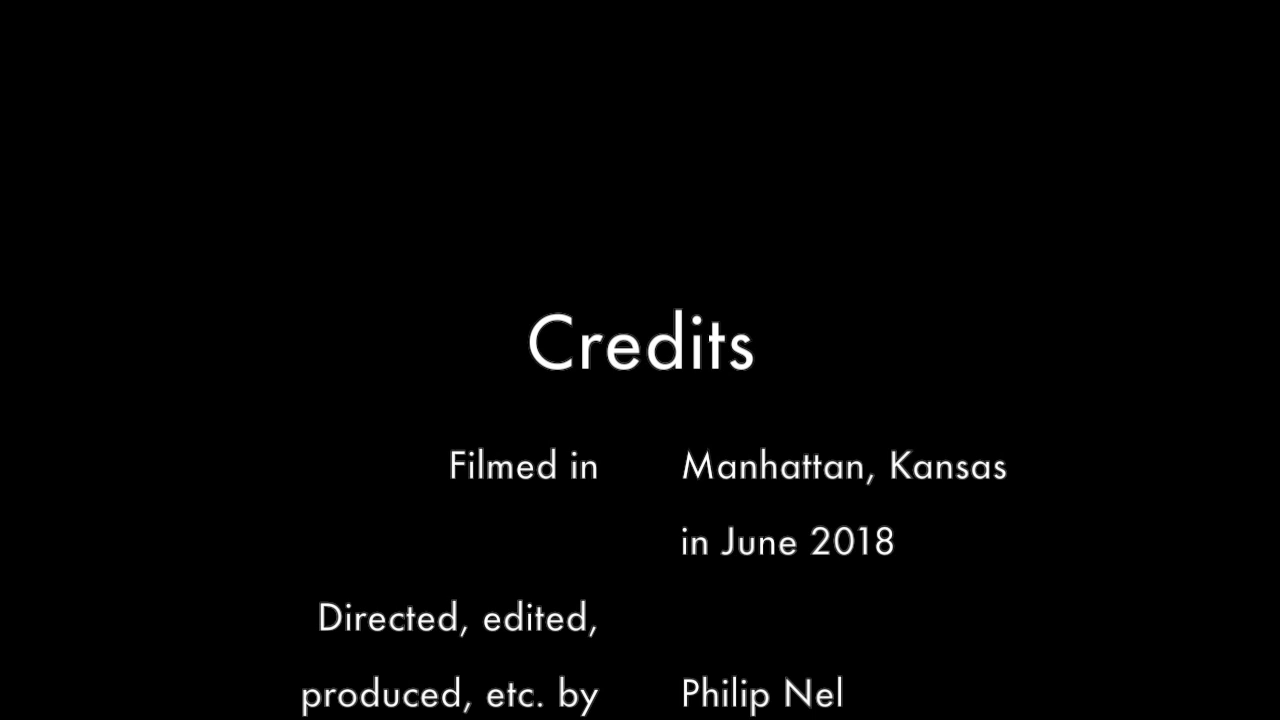 Credits
Filmed in Manhattan, Kansas
in June 2018
Directed, edited,
produced, etc. by Philip Nel